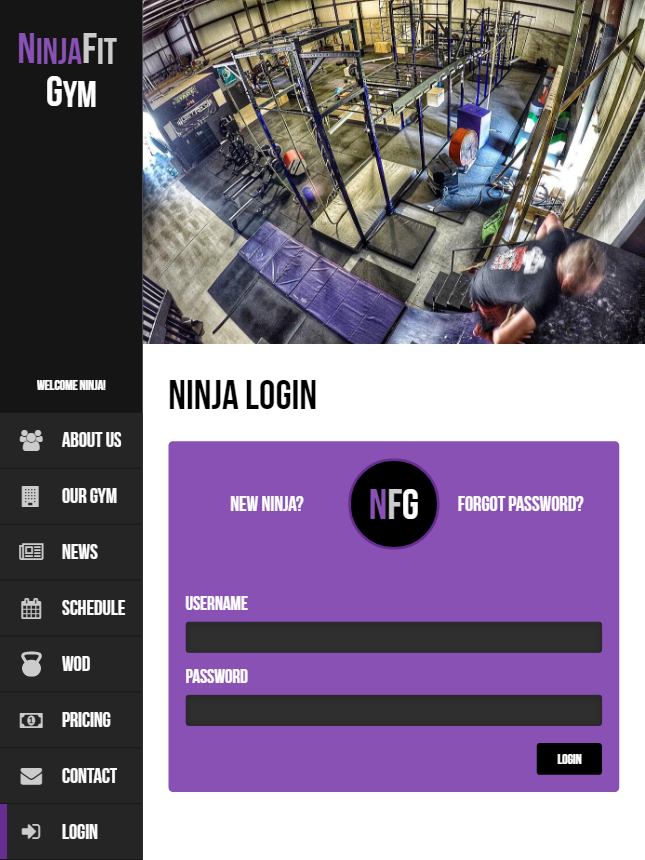 NINJAFIT
GYM
WELCOME NINJA!
ABOUT US
OUR GYM
NEWS
SCHEDULE
WOD
PRICING
CONTACT
LOGIN
NINJA LOGIN
NEW NINJA?
NFG
FORGOT PASSWORD?
USERNAME
PASSWORD
LOGIN